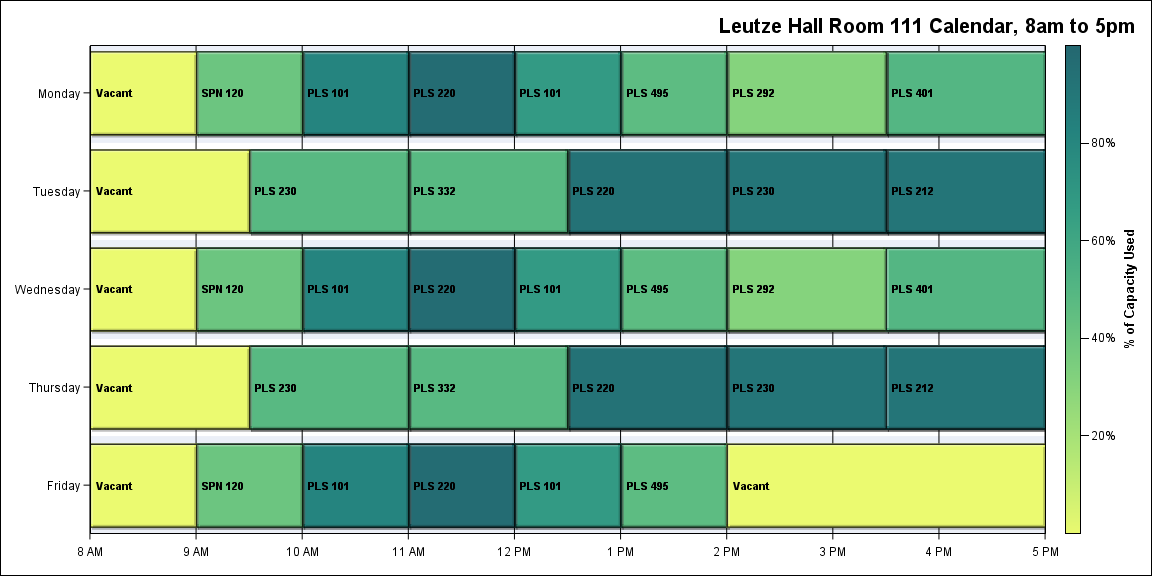 Leutze Hall Room 111 Calendar, 8am to 5pm
Monday
Vacant
SPN 120
PLS 101
PLS 220
PLS 101
PLS 495
PLS 292
PLS 401
Tuesday
Vacant
PLS 230
PLS 332
PLS 220
PLS 230
PLS 212
Wednesday
Vacant
SPN 120
PLS 101
PLS 220
PLS 101
PLS 495
PLS 292
PLS 401
Thursday
Vacant
PLS 230
PLS 332
PLS 220
PLS 230
PLS 212
Friday
Vacant
SPN 120
PLS 101
PLS 220
PLS 101
PLS 495
Vacant
8 AM
9 AM
10 AM
11 AM
12 PM
1 PM
2 PM
3 PM
4 PM
5 PM
80%
60%
40%
20%
% of Capacity Used